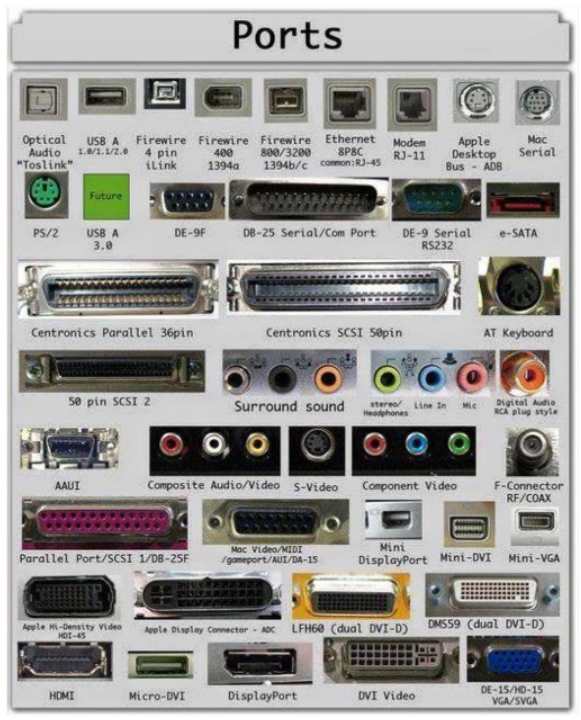 Ports
Optical
Audio
"Toslink"
USB A
1.0/1.1/2.0
Firewire
4 pin
iLink
Firewire
400
1394a
Firewire
800/3200
1394b/c
Ethernet
8P8C
common:RJ-45
Modem
RJ-11
Apple
Desktop
Bus - ADB
Mac
Serial
PS/2
Future
USB A
3.0
DE-9F
DB-25 Serial/Com Port
DE-9 Serial
RS232
e-SATA
Centronics Parallel 36pin
Centronics SCSI 50pin
AT Keyboard
50 pin SCSI 2
Surround sound
stereo/
Headphones
Line In
Mic
Digital Audio
RCA plug style
AAUI
Composite Audio/Video
S-Video
Component Video
F-Connector
RF/COAX
Parallel Port/SCSI 1/DB-25F
Mac Video/MIDI
/gameport/AUI/DA-15
Mini
DisplayPort
Mini-DVI
Mini-VGA
Apple Hi-Density Video
HDI-45
Apple Display Connector - ADC
LFH60 (dual DVI-D)
DMS59 (dual DVI-D)
HDMI
Micro-DVI
DisplayPort
DVI Video
DE-15/HD-15
VGA/SVGA